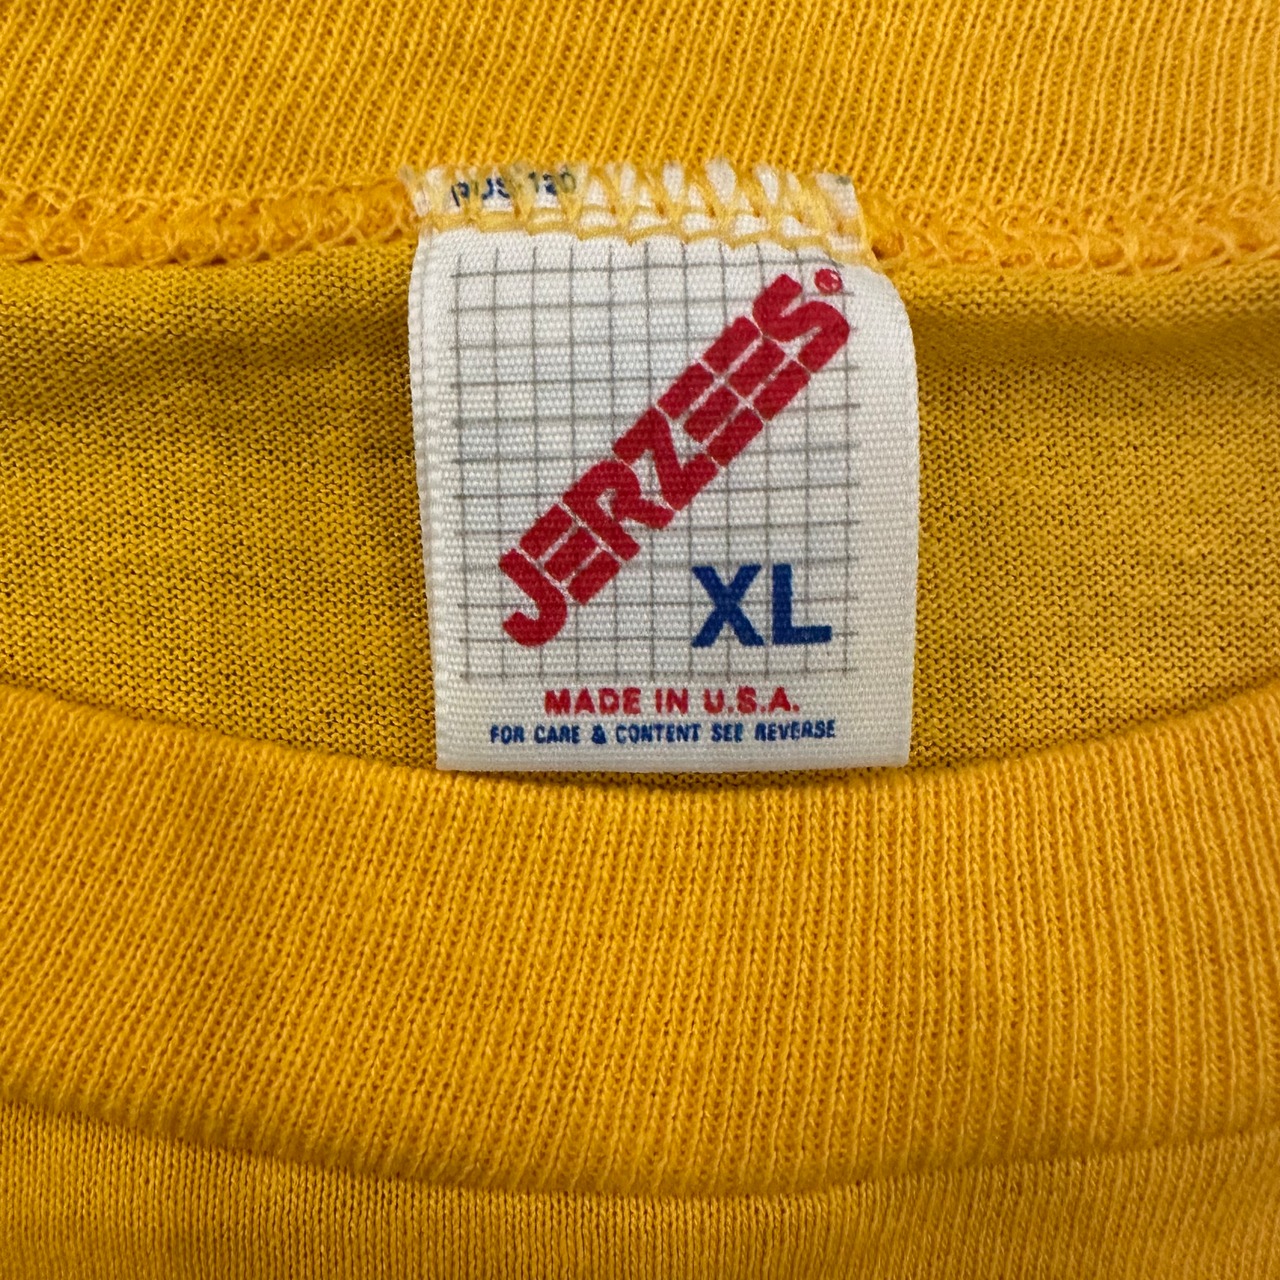 JERZEES®
XL
MADE IN U.S.A.
FOR CARE & CONTENT SEE REVERSE